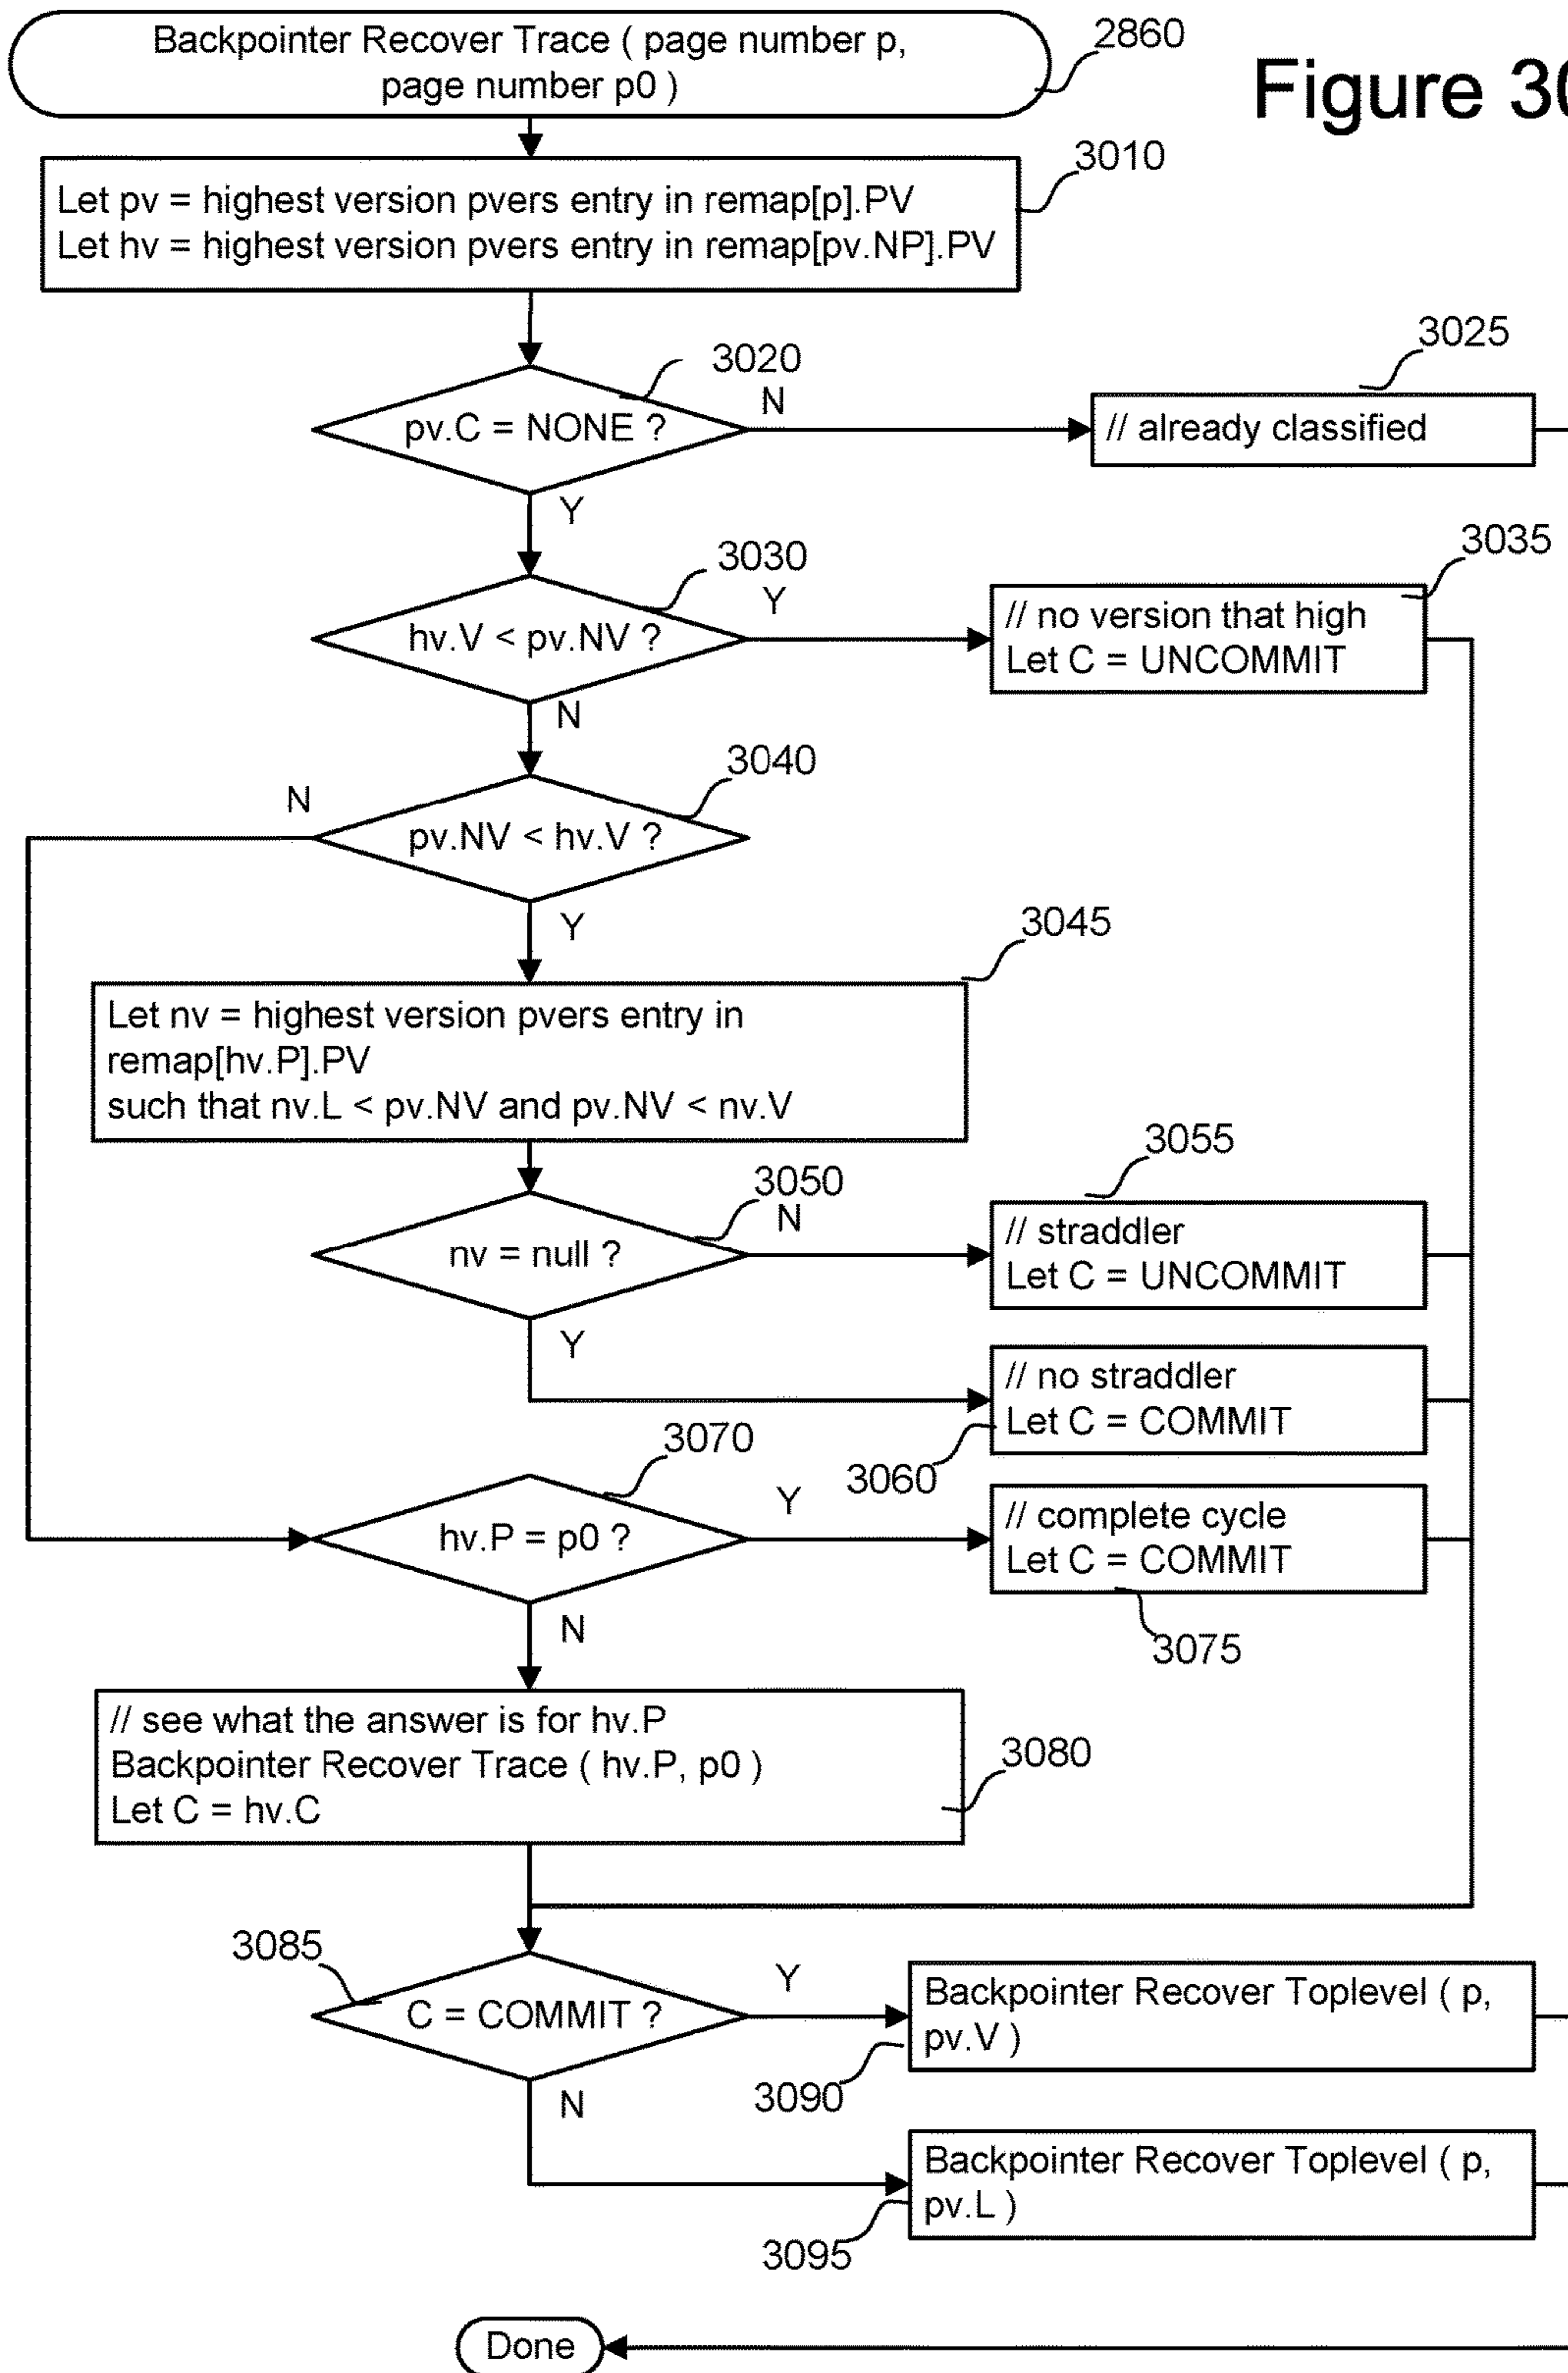 Backpointer Recover Trace ( page number p,
page number p0 )
2860
Figure 30
3010
Let pv = highest version pvers entry in remap[p].PV
Let hv = highest version pvers entry in remap[pv.NP].PV
3020
pv.C = NONE ?
N
Y
3025
// already classified
3030
hv.V < pv.NV ?
Y
N
3035
// no version that high
Let C = UNCOMMIT
3040
pv.NV < hv.V ?
N
Y
3045
Let nv = highest version pvers entry in
remap[hv.P].PV
such that nv.L < pv.NV and pv.NV < nv.V
3050
nv = null ?
N
Y
3055
// straddler
Let C = UNCOMMIT
// no straddler
Let C = COMMIT
3060
3070
hv.P = p0 ?
Y
N
// complete cycle
Let C = COMMIT
3075
// see what the answer is for hv.P
Backpointer Recover Trace ( hv.P, p0 )
Let C = hv.C
3080
3085
C = COMMIT ?
Y
N
Backpointer Recover Toplevel ( p,
pv.V )
3090
Backpointer Recover Toplevel ( p,
pv.L )
3095
Done